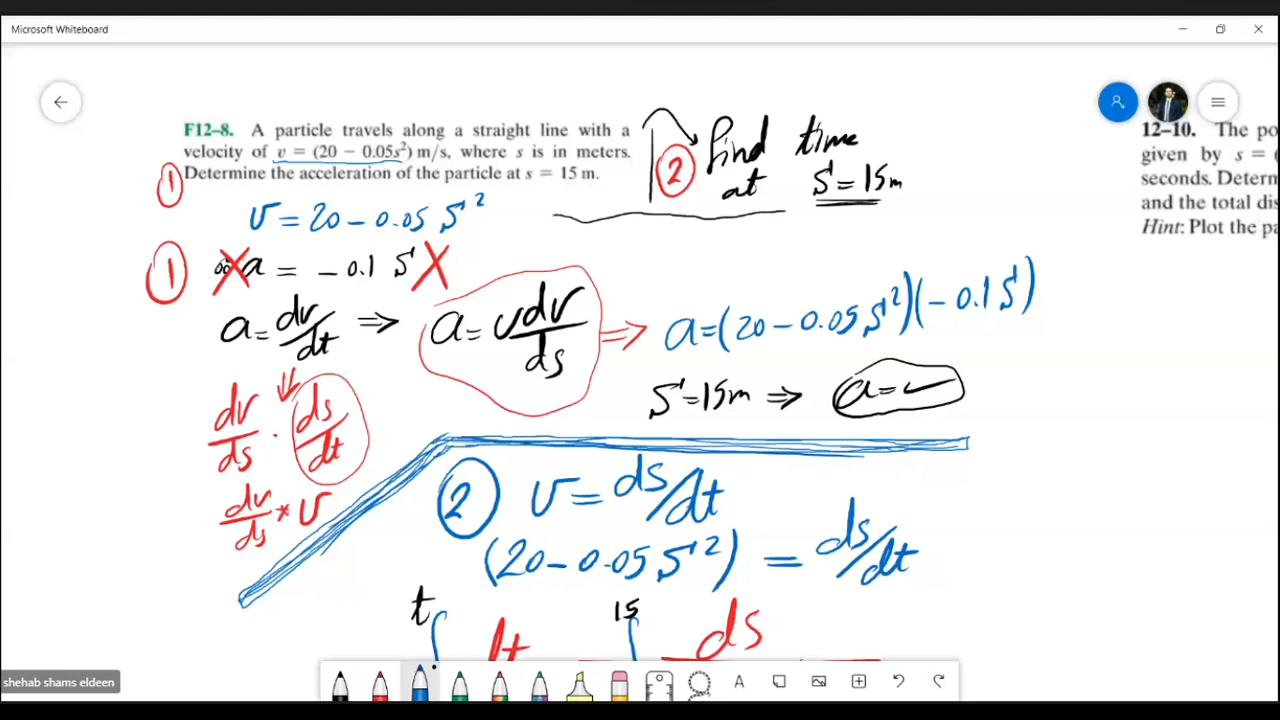 Microsoft Whiteboard
F12–8. A particle travels along a straight line with a
velocity of v = (20 − 0.05s²) m/s, where s is in meters.
Determine the acceleration of the particle at s = 15 m.
①
② Find time
at S = 15m
12–10. The po
given by s = (
seconds. Determ
and the total dis
Hint: Plot the pa
v = 20 − 0.05 S²
①
a = − 0.1 S
a = dv/dt ⇒ a = v dv/ds ⇒ a = (20 − 0.05 S²)(− 0.1 S)
S = 15m ⇒ a = ✓
dv/ds · ds/dt
dv/ds * v
② v = ds/dt
(20 − 0.05 S²) = ds/dt
t 15
∫ dt ∫ ds
shehab shams eldeen
A